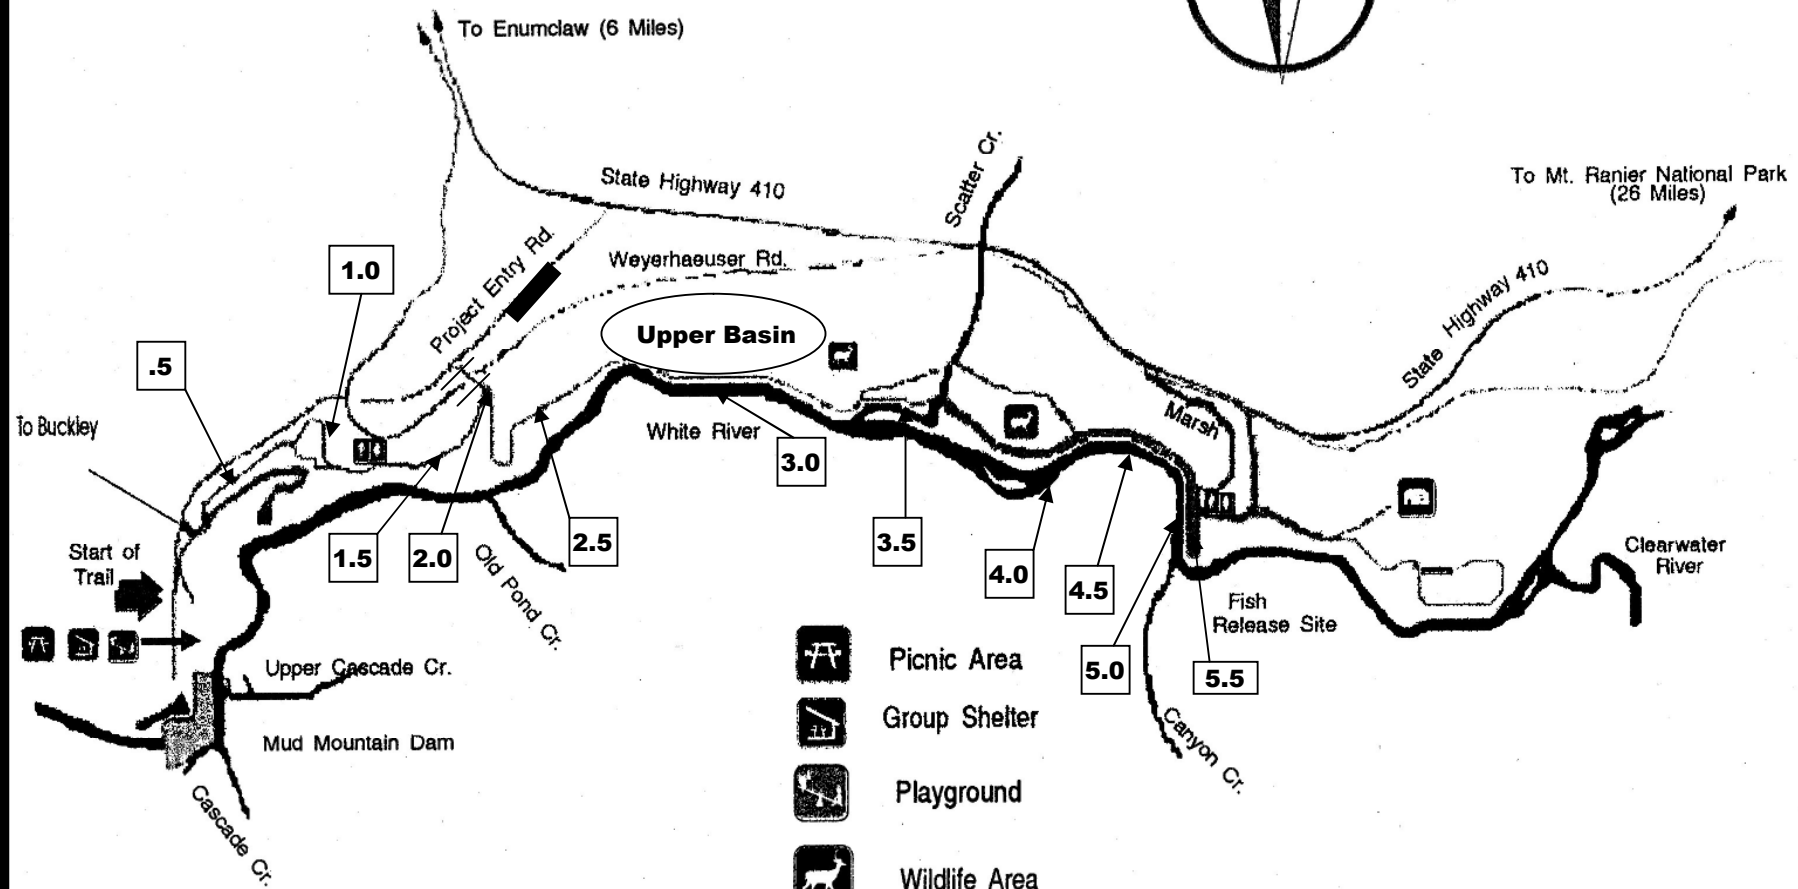 To Enumclaw (6 Miles)
State Highway 410
Scatter Cr.
To Mt. Ranier National Park
(26 Miles)
Project Entry Rd.
Weyerhaeuser Rd.
1.0
State Highway 410
Upper Basin
.5
To Buckley
Marsh
White River
3.0
Start of
Trail
1.5
2.0
2.5
3.5
4.0
4.5
Old Pond Cr.
Clearwater
River
Fish
Release Site
5.0
5.5
Upper Cascade Cr.
Mud Mountain Dam
Cascade Cr.
Canyon Cr.
Picnic Area
Group Shelter
Playground
Wildlife Area